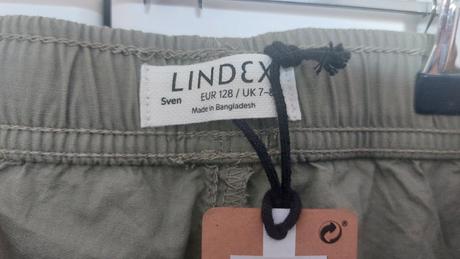 LINDEX
Sven EUR 128 / UK 7-8
Made in Bangladesh